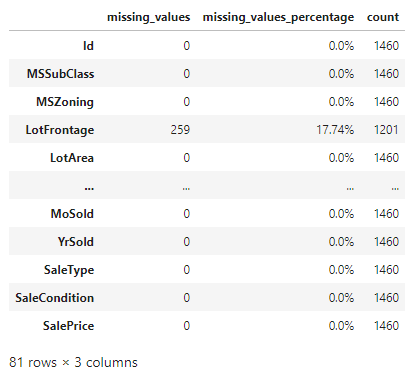 missing_values missing_values_percentage count
Id 0 0.0% 1460
MSSubClass 0 0.0% 1460
MSZoning 0 0.0% 1460
LotFrontage 259 17.74% 1201
LotArea 0 0.0% 1460
... ... ... ...
MoSold 0 0.0% 1460
YrSold 0 0.0% 1460
SaleType 0 0.0% 1460
SaleCondition 0 0.0% 1460
SalePrice 0 0.0% 1460
81 rows × 3 columns